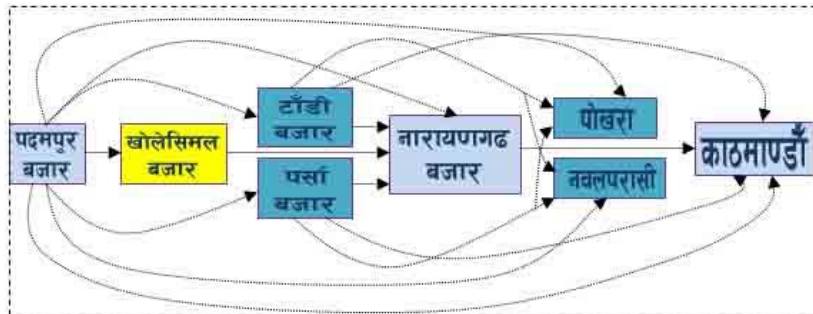 पदमपुर
बजार
खोलेसिमल
बजार
टाँडी
बजार
पर्सा
बजार
नारायणगढ
बजार
पोखरा
नवलपरासी
काठमाण्डौँ